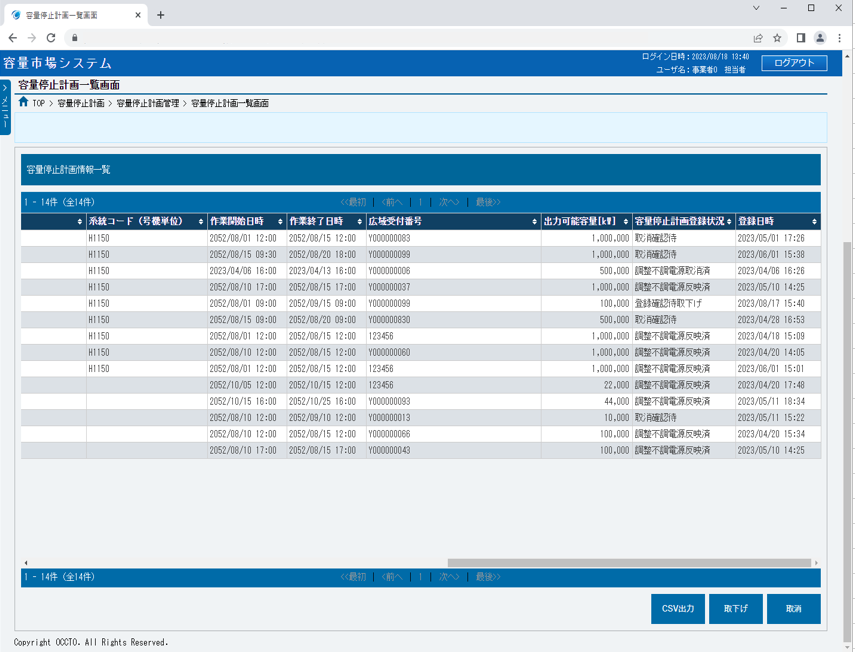 容量停止計画一覧画面
容量市場システム
ログイン日時：2023/08/18 13:40
ユーザ名：事業者0 担当者
ログアウト
メニュー
容量停止計画一覧画面
TOP > 容量停止計画 > 容量停止計画管理 > 容量停止計画一覧画面
容量停止計画情報一覧
1 - 14件 (全14件) <<最初 | <前へ | 1 | 次へ> | 最後>>
系統コード（号機単位） 作業開始日時 作業終了日時 広域受付番号 出力可能容量[kW] 容量停止計画登録状況 登録日時
H1150 2052/08/01 12:00 2052/08/15 12:00 Y000000083 1,000,000 取消確認待 2023/05/01 17:26
H1150 2052/08/15 09:30 2052/08/20 18:00 Y000000099 1,000,000 取消確認待 2023/06/01 15:38
H1150 2023/04/06 16:00 2023/04/13 16:00 Y000000006 500,000 調整不調電源取消済 2023/04/06 16:26
H1150 2052/08/10 17:00 2052/08/15 17:00 Y000000037 1,000,000 調整不調電源反映済 2023/05/10 14:25
H1150 2052/08/01 09:00 2052/09/15 09:00 Y000000099 100,000 登録確認待取下げ 2023/08/17 15:40
H1150 2052/08/15 09:00 2052/08/20 09:00 Y000000830 500,000 取消確認待 2023/04/28 16:53
H1150 2052/08/01 12:00 2052/08/15 12:00 123456 1,000,000 調整不調電源反映済 2023/04/18 15:09
H1150 2052/08/10 12:00 2052/08/15 12:00 Y000000060 1,000,000 調整不調電源反映済 2023/04/20 14:05
H1150 2052/08/01 12:00 2052/08/15 12:00 123456 1,000,000 調整不調電源反映済 2023/06/01 15:01
2052/10/05 12:00 2052/10/15 12:00 123456 22,000 調整不調電源反映済 2023/04/20 17:48
2052/10/15 16:00 2052/10/25 16:00 Y000000093 44,000 調整不調電源反映済 2023/05/11 18:34
2052/08/10 12:00 2052/09/10 12:00 Y000000013 10,000 取消確認待 2023/05/11 15:22
2052/08/10 12:00 2052/08/15 12:00 Y000000066 100,000 調整不調電源反映済 2023/04/20 15:34
2052/08/10 17:00 2052/08/15 17:00 Y000000043 100,000 調整不調電源反映済 2023/05/10 14:25
1 - 14件 (全14件) <<最初 | <前へ | 1 | 次へ> | 最後>>
CSV出力 取下げ 取消
Copyright OCCTO. All Rights Reserved.